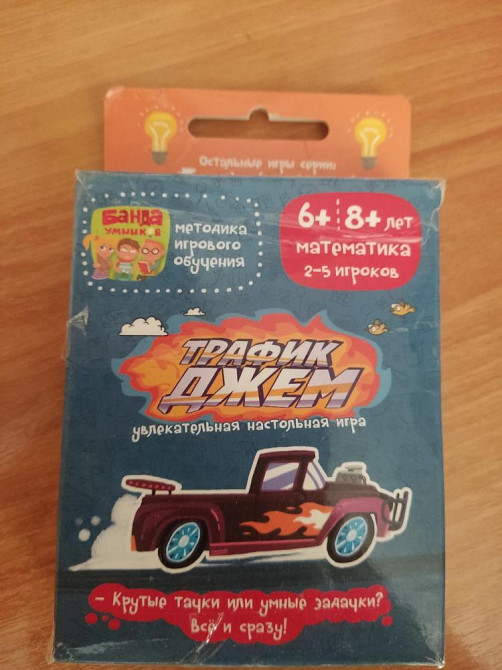 Остальные игры серии:
БАНДА
УМНИКОВ
методика
игрового
обучения
6+ 8+ лет
математика
2-5 игроков
ТРАФИК
ДЖЕМ
увлекательная настольная игра
- Крутые тачки или умные задачки?
Всё и сразу!